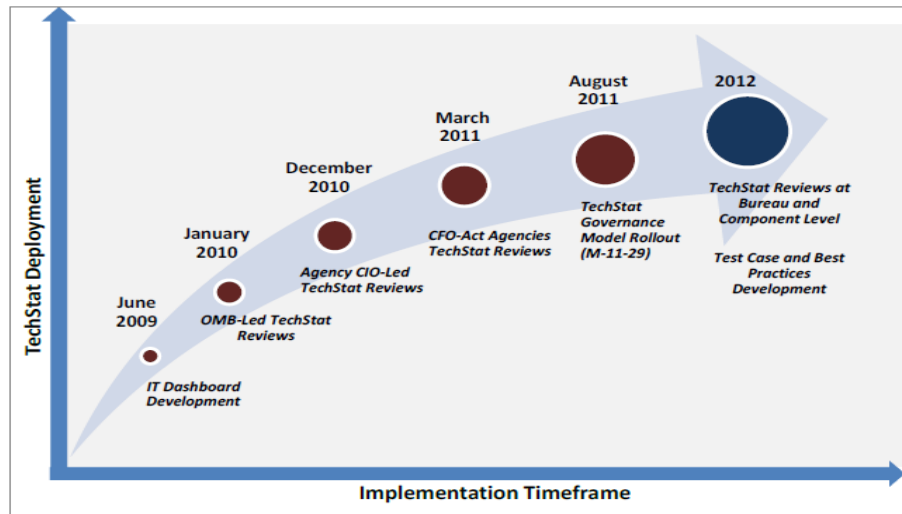 TechStat Deployment
June
2009
IT Dashboard
Development
January
2010
OMB-Led TechStat
Reviews
December
2010
Agency CIO-Led
TechStat Reviews
March
2011
CFO-Act Agencies
TechStat Reviews
August
2011
TechStat
Governance
Model Rollout
(M-11-29)
2012
TechStat Reviews at
Bureau and
Component Level
Test Case and Best
Practices
Development
Implementation Timeframe